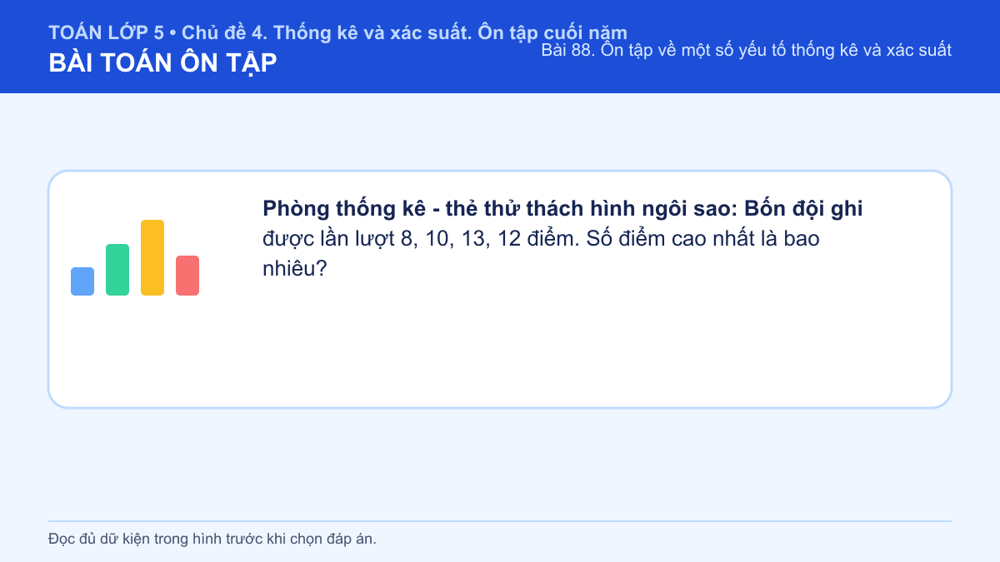 TOÁN LỚP 5 • Chủ đề 4. Thống kê và xác suất. Ôn tập cuối năm
Bài 88. Ôn tập về một số yếu tố thống kê và xác suất
BÀI TOÁN ÔN TẬP
Phòng thống kê - thẻ thử thách hình ngôi sao: Bốn đội ghi
được lần lượt 8, 10, 13, 12 điểm. Số điểm cao nhất là bao
nhiêu?
Đọc đủ dữ kiện trong hình trước khi chọn đáp án.